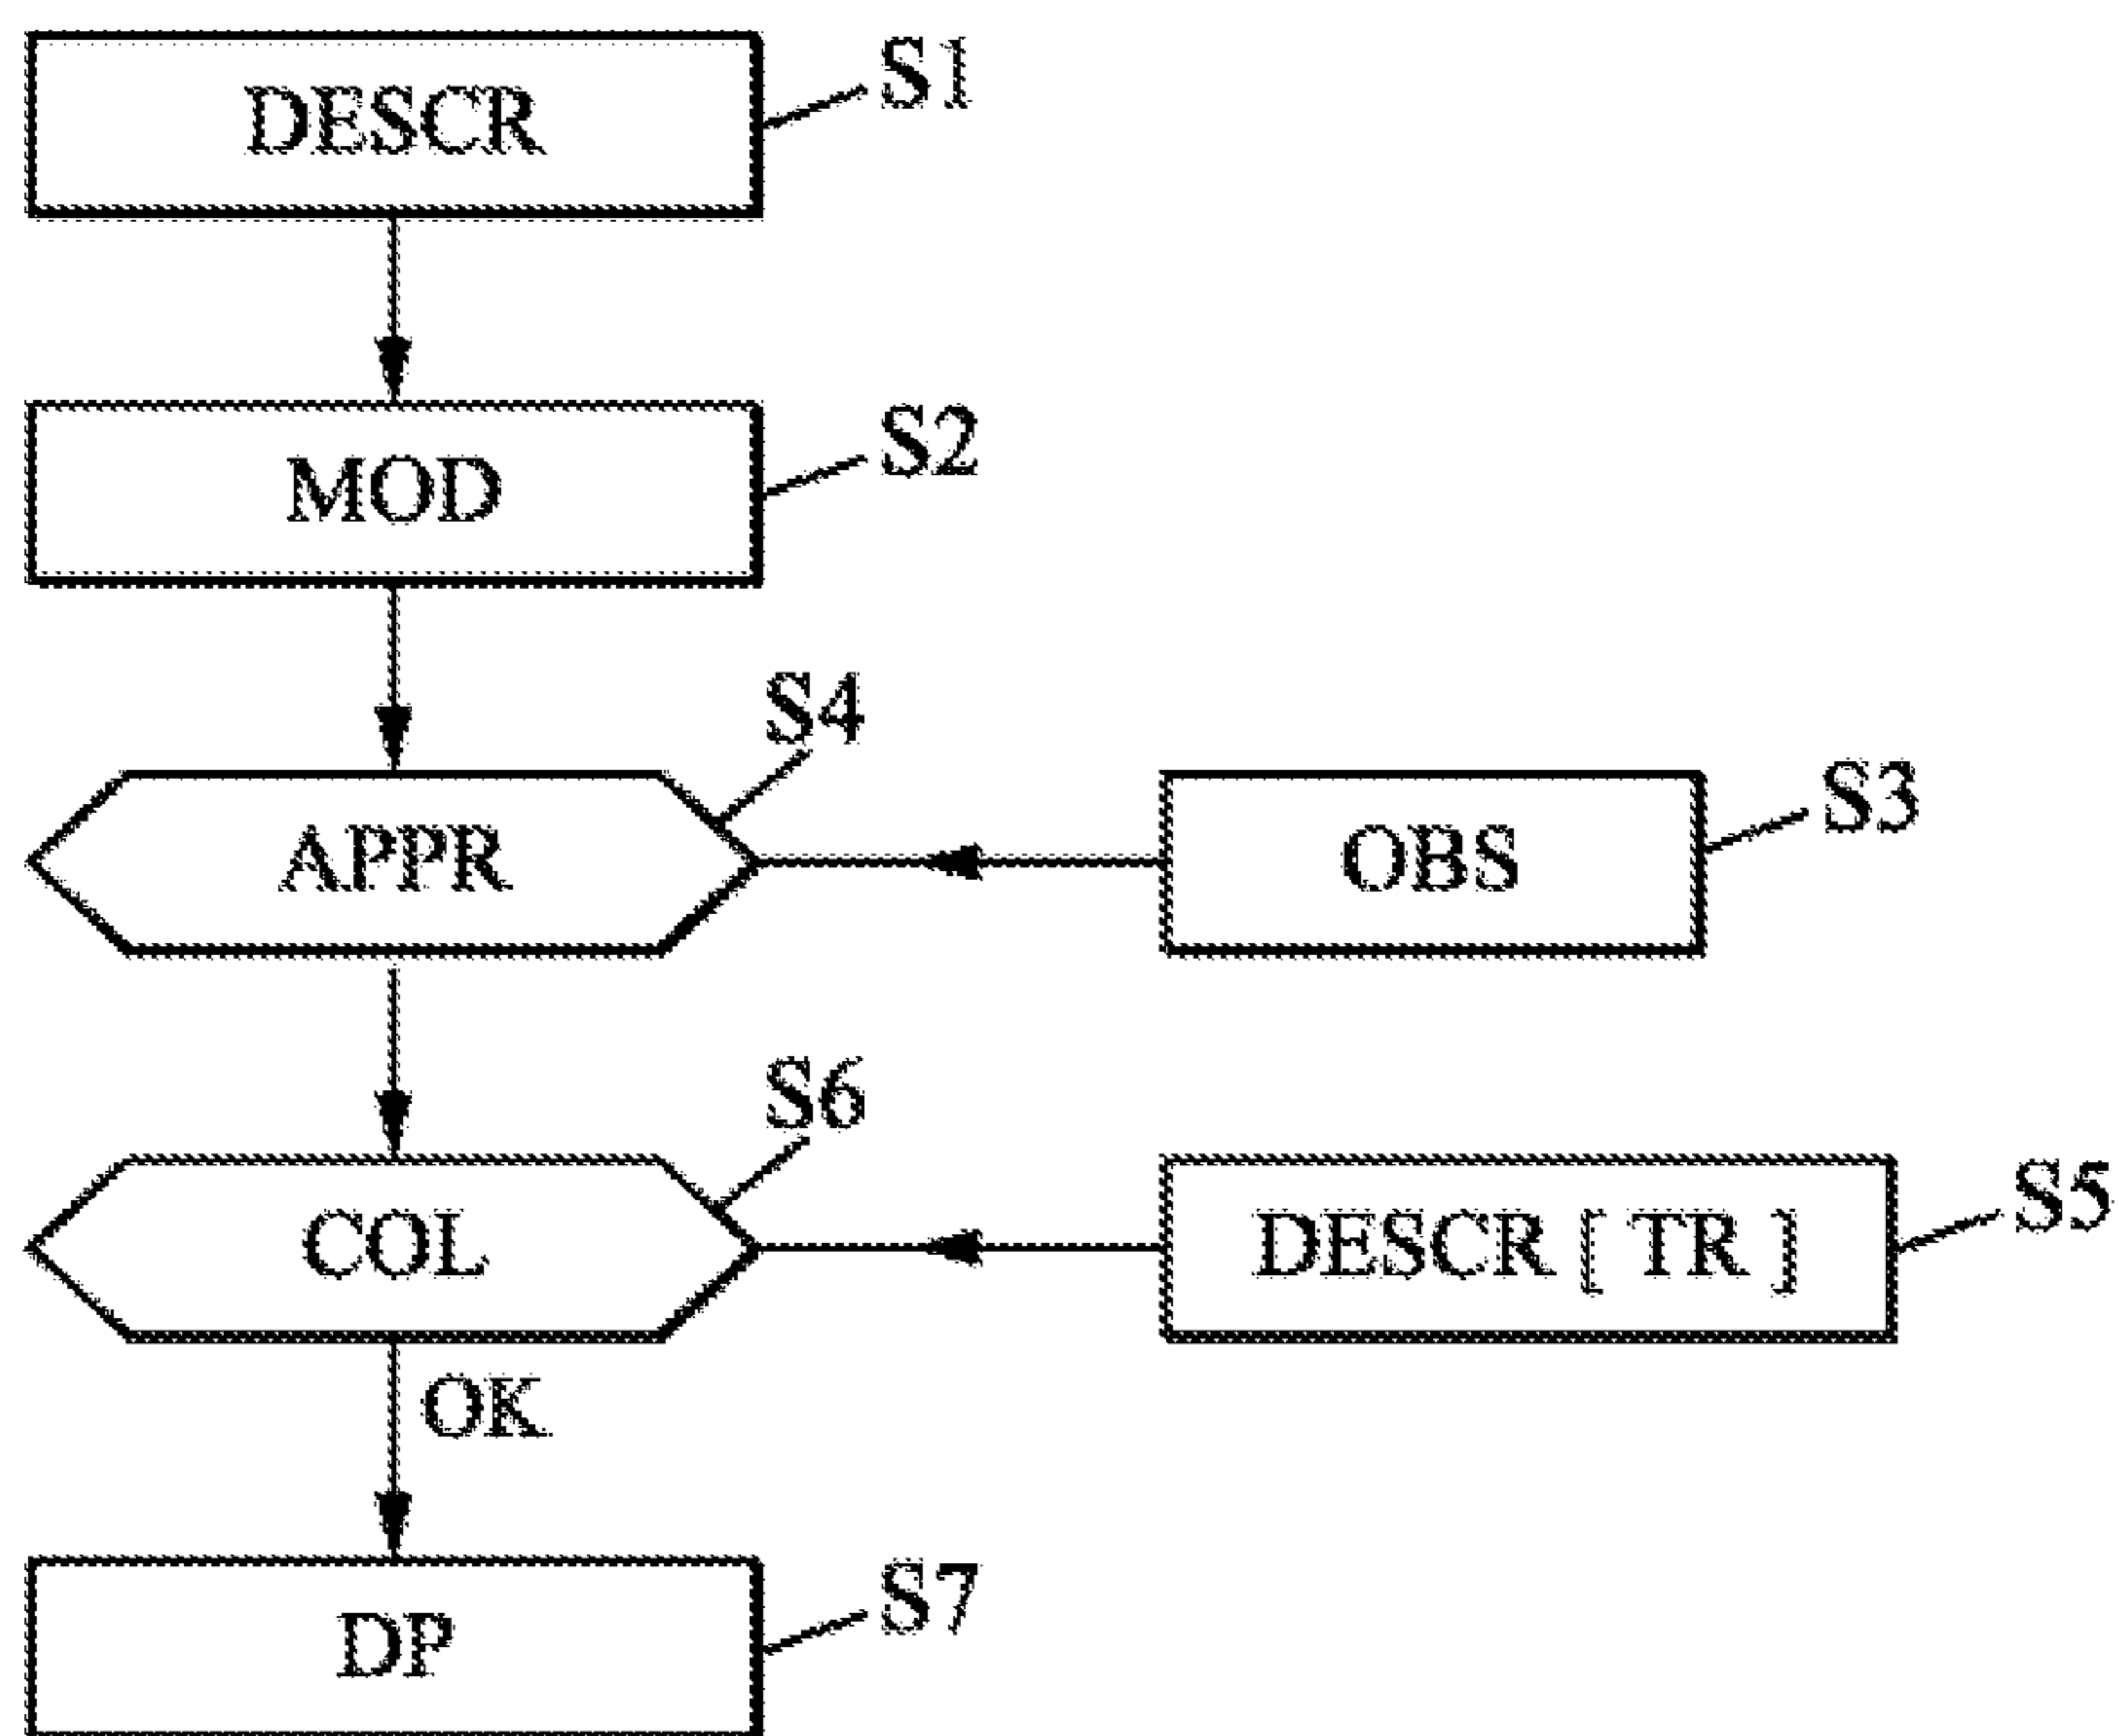 DESCR
S1
MOD
S2
S4
APPR
OBS
S3
S6
COL
DESCR [ TR ]
S5
OK
DP
S7